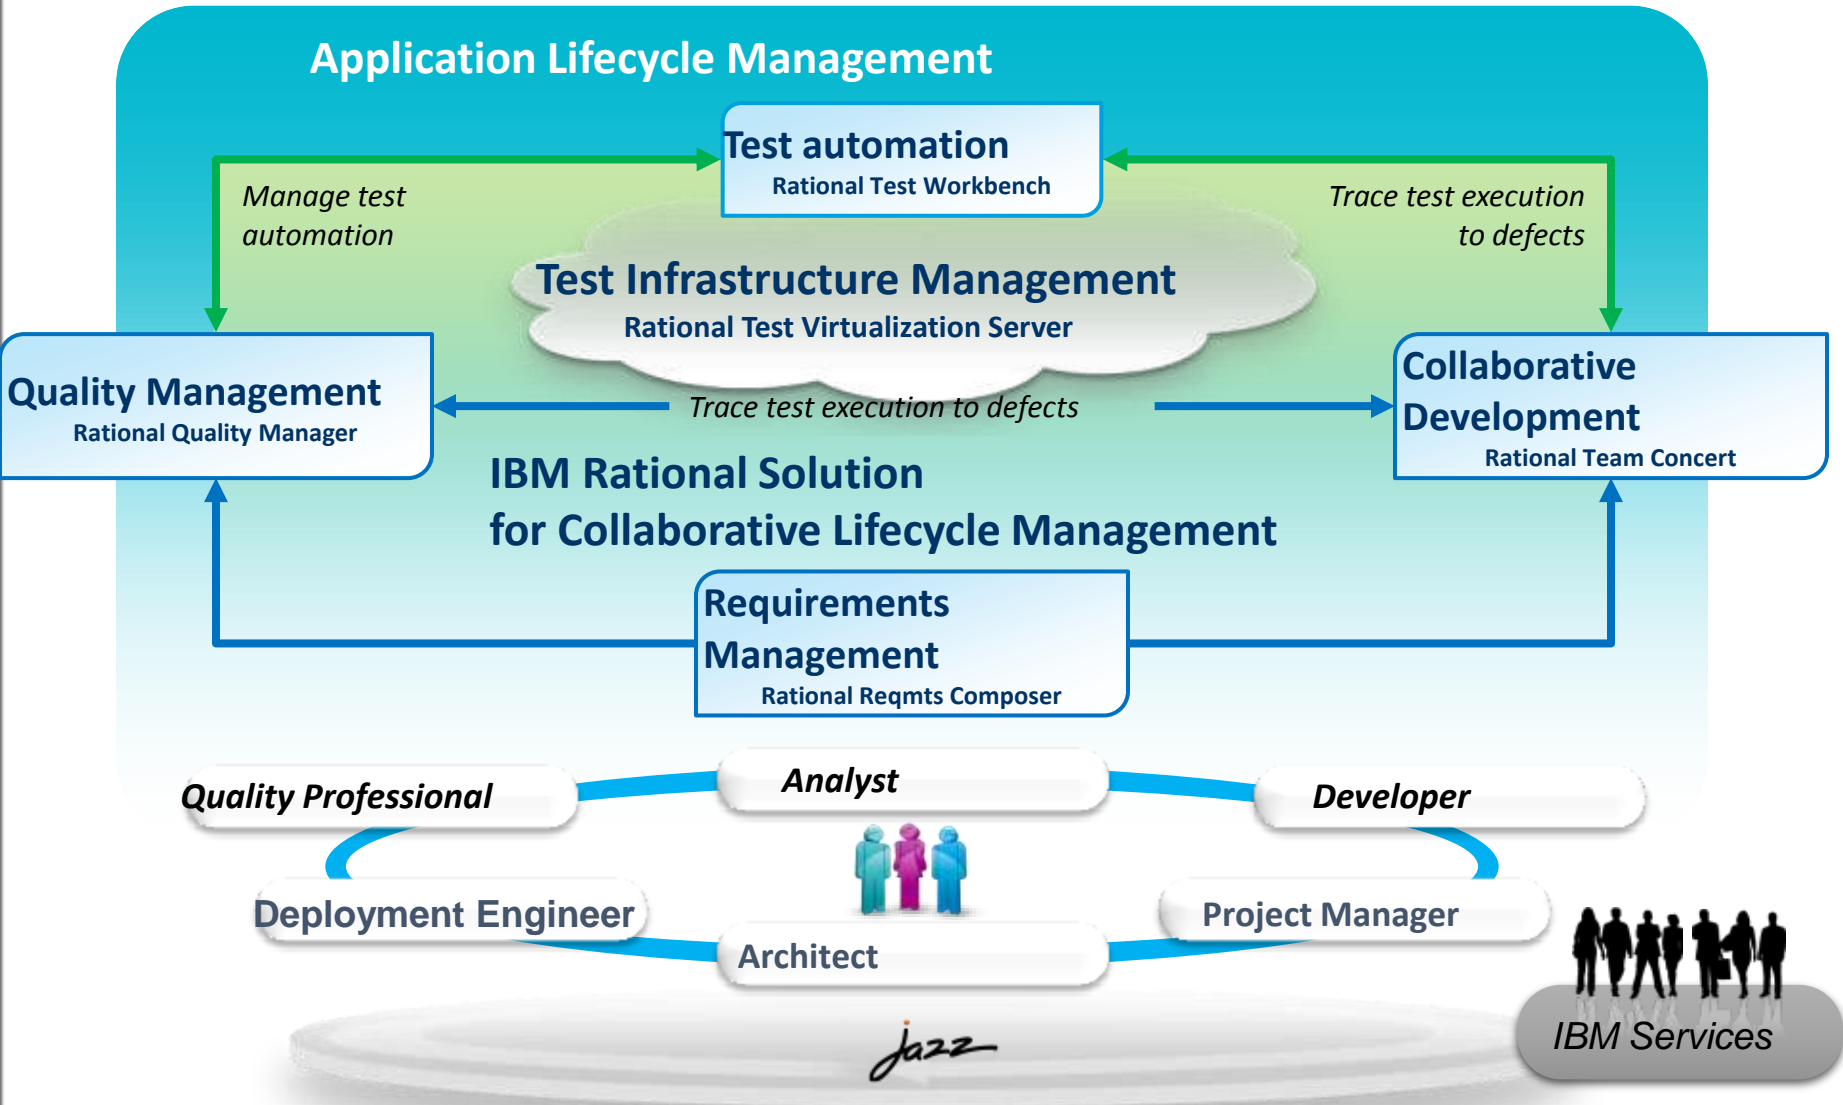 Application Lifecycle Management
Test automation
Rational Test Workbench
Manage test
automation
Trace test execution
to defects
Test Infrastructure Management
Rational Test Virtualization Server
Quality Management
Rational Quality Manager
Trace test execution to defects
Collaborative
Development
Rational Team Concert
IBM Rational Solution
for Collaborative Lifecycle Management
Requirements
Management
Rational Reqmts Composer
Quality Professional
Analyst
Developer
Deployment Engineer
Architect
Project Manager
jazz
IBM Services